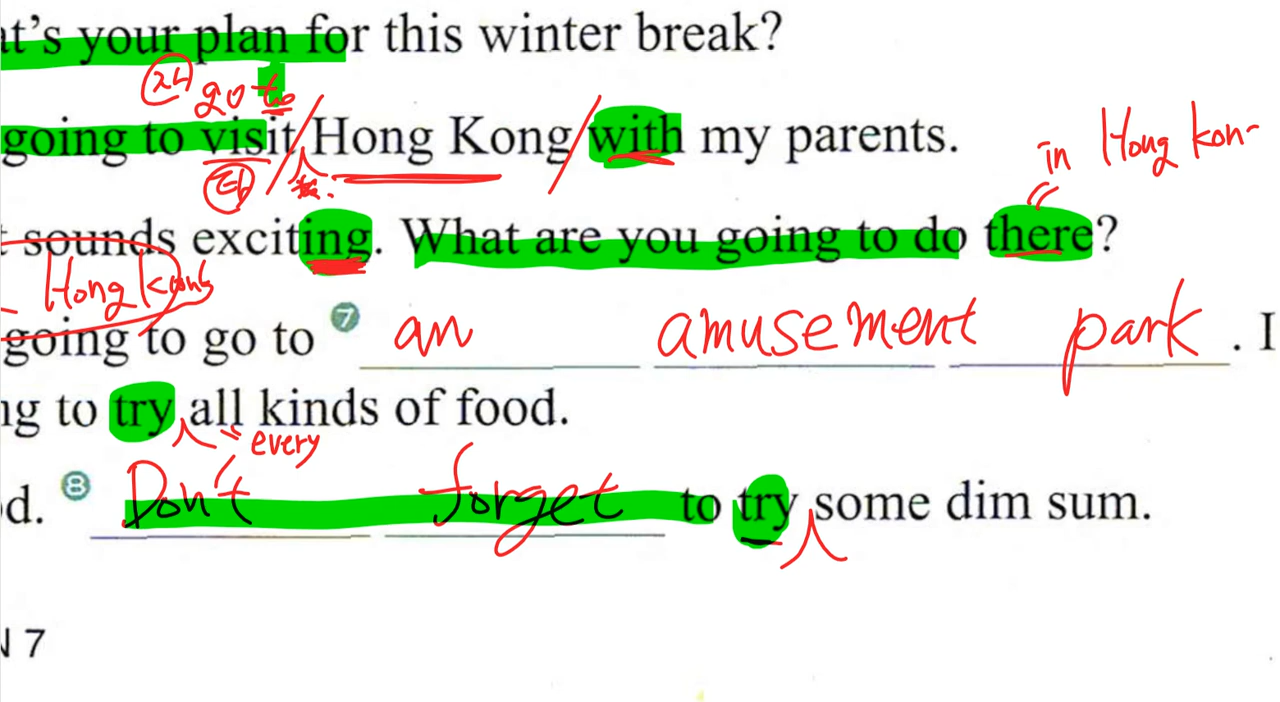 at's your plan for this winter break?
24 go to
going to visit Hong Kong with my parents.
in Hong kon
sounds exciting. What are you going to do there?
Hong Kong
going to go to 7 an amusement park. I
ng to try all kinds of food.
= every
d. 8 Don't forget to try some dim sum.
N 7